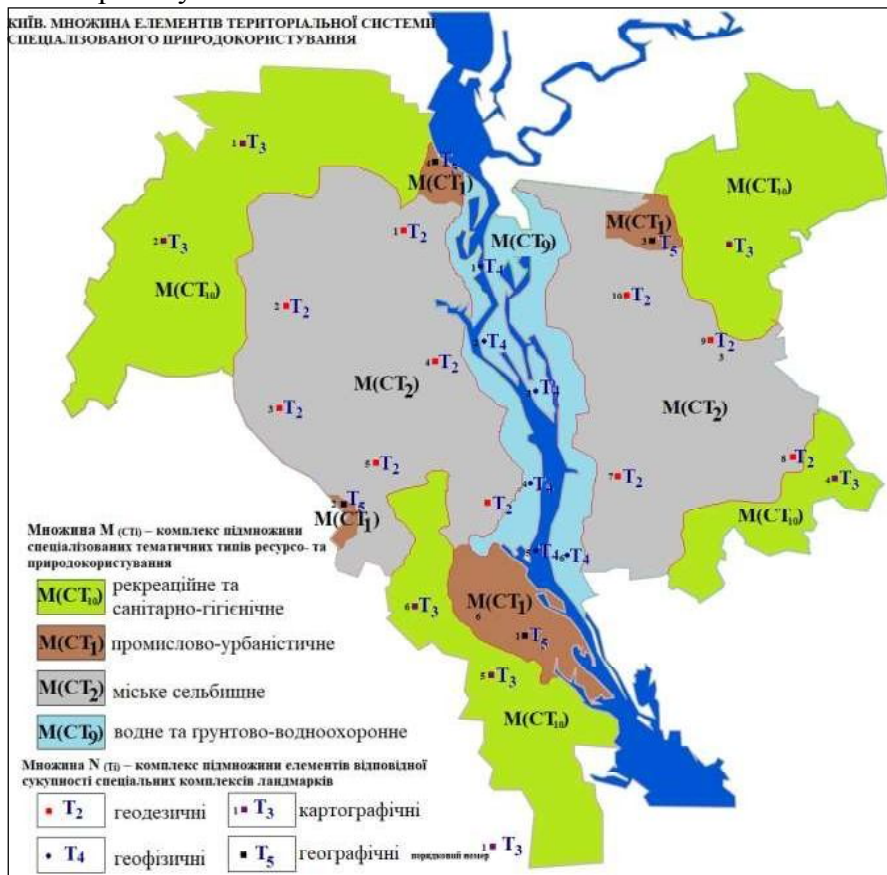 КИЇВ. МНОЖИНА ЕЛЕМЕНТІВ ТЕРИТОРІАЛЬНОЇ СИСТЕМИ
СПЕЦІАЛІЗОВАНОГО ПРИРОДОКОРИСТУВАННЯ
1 T3
4 T5
M(CT1)
M(CT10)
M(CT1)
3 T5
T3
1 T2
M(CT9)
1 T4
2 T3
M(CT10)
2 T2
10 T2
T4
9 T2
3
4 T2
M(CT2)
T4
M(CT2)
3 T2
5 T2
7 T2
8 T2
4 T3
M(CT10)
4 T4
T2
2 T5
M(CT1)
5 T4
6 T4
Множина M (CTi) – комплекс підмножини
спеціалізованих тематичних типів ресурсо- та
природокористування
M(CT10) рекреаційне та
санітарно-гігієнічне
M(CT1) промислово-урбаністичне
M(CT2) міське сельбищне
M(CT9) водне та ґрунтово-водноохоронне
6 T3
M(CT1)
6
1 T5
5 T3
M(CT10)
Множина N (Ti) – комплекс підмножини елементів відповідної
сукупності спеціальних комплексів ландмарків
T2 геодезичні
1 T3 картографічні
T4 геофізичні
T5 географічні
порядковий номер 1 T3